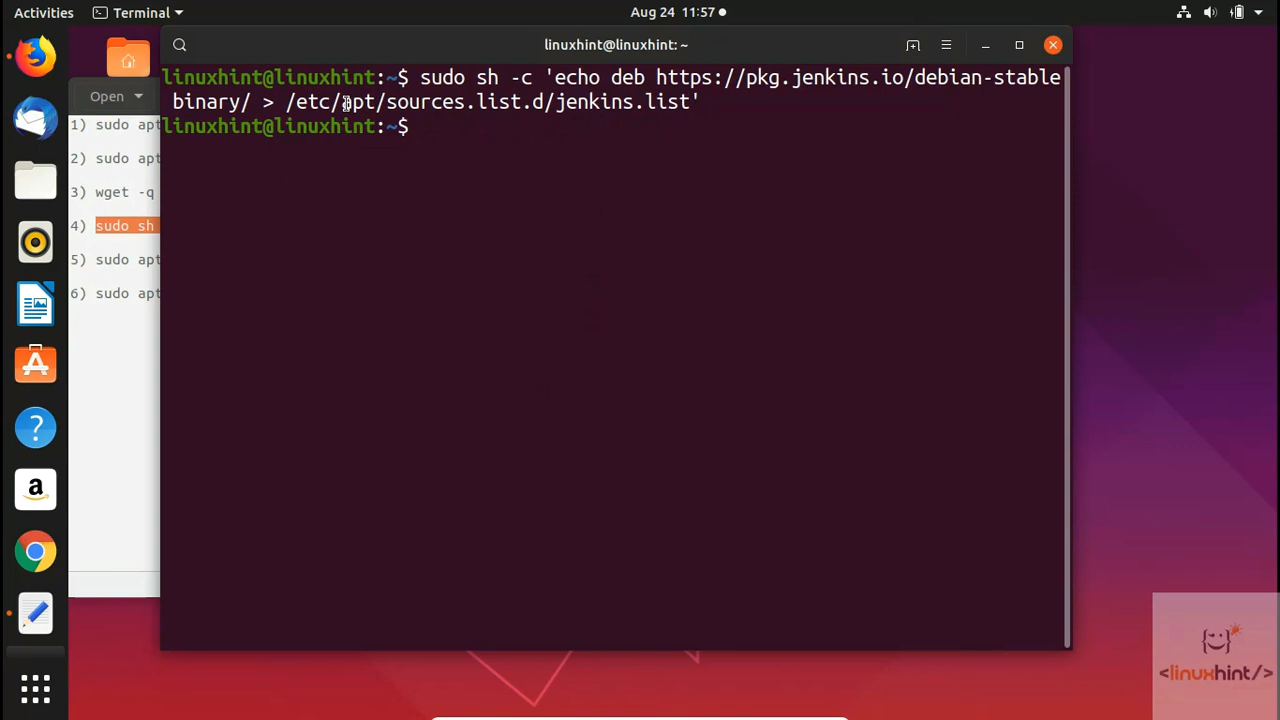 Activities
Terminal
Aug 24 11:57
linuxhint@linuxhint: ~
Open
linuxhint@linuxhint:~$ sudo sh -c 'echo deb https://pkg.jenkins.io/debian-stable
binary/ > /etc/apt/sources.list.d/jenkins.list'
linuxhint@linuxhint:~$
1) sudo apt
2) sudo apt
3) wget -q
4) sudo sh
5) sudo apt
6) sudo apt
<linuxhint/>